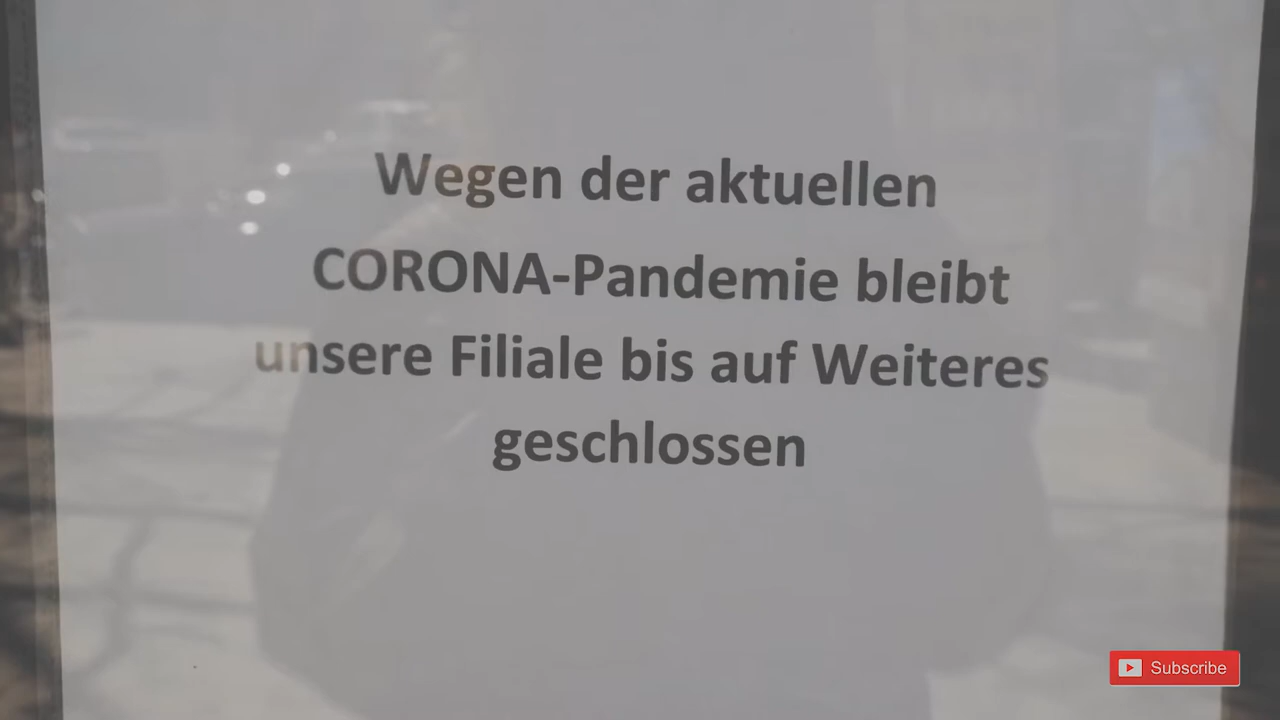 Wegen der aktuellen
CORONA-Pandemie bleibt
unsere Filiale bis auf Weiteres
geschlossen
Subscribe